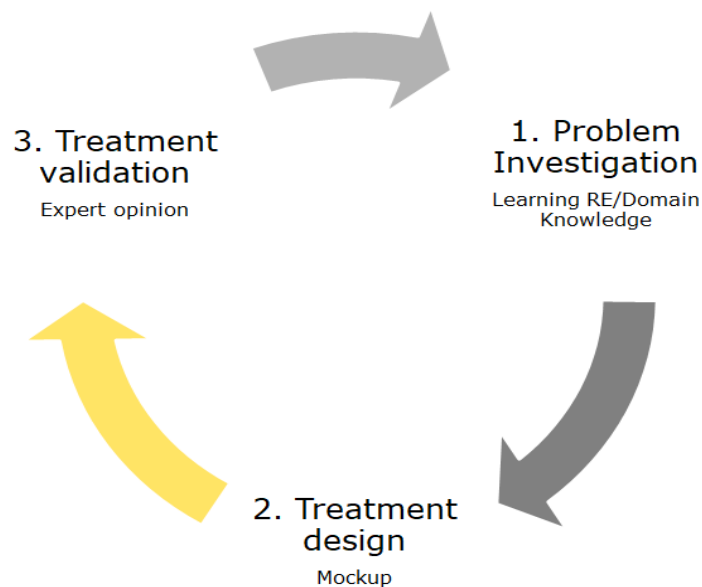 1. Problem
Investigation
Learning RE/Domain
Knowledge
2. Treatment
design
Mockup
3. Treatment
validation
Expert opinion